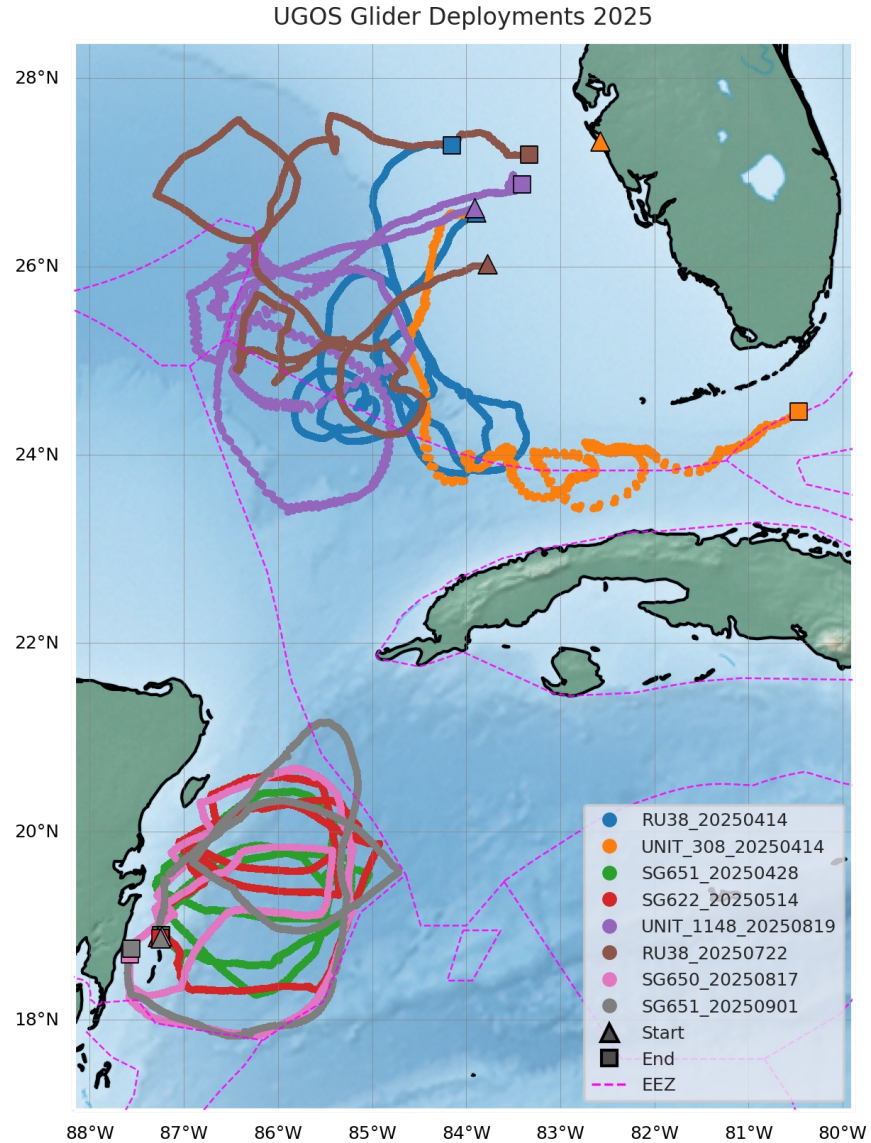 UGOS Glider Deployments 2025
28°N
26°N
24°N
22°N
20°N
18°N
88°W 87°W 86°W 85°W 84°W 83°W 82°W 81°W 80°W
RU38_20250414
UNIT_308_20250414
SG651_20250428
SG622_20250514
UNIT_1148_20250819
RU38_20250722
SG650_20250817
SG651_20250901
Start
End
EEZ